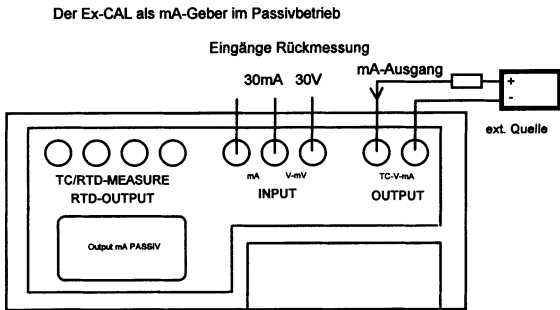 Der Ex-CAL als mA-Geber im Passivbetrieb
Eingänge Rückmessung
30mA 30V
mA-Ausgang
+
-
ext. Quelle
TC/RTD-MEASURE
RTD-OUTPUT
mA V-mV
INPUT
TC-V-mA
OUTPUT
Output mA PASSIV